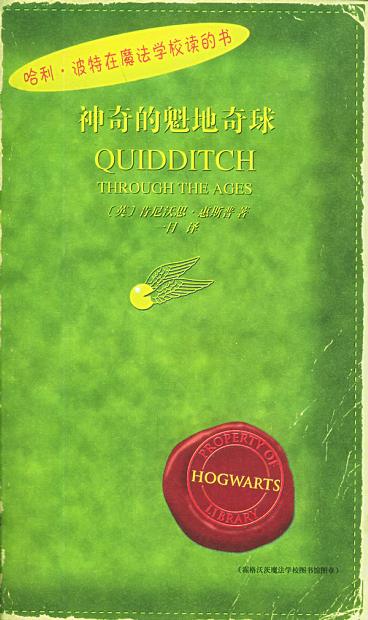 哈利·波特在魔法学校读的书
神奇的魁地奇球
QUIDDITCH
THROUGH THE AGES
〔英〕肯尼沃思·惠斯普 著
一目 译
PROPERTY OF
HOGWARTS
LIBRARY
（霍格沃茨魔法学校图书馆图章）